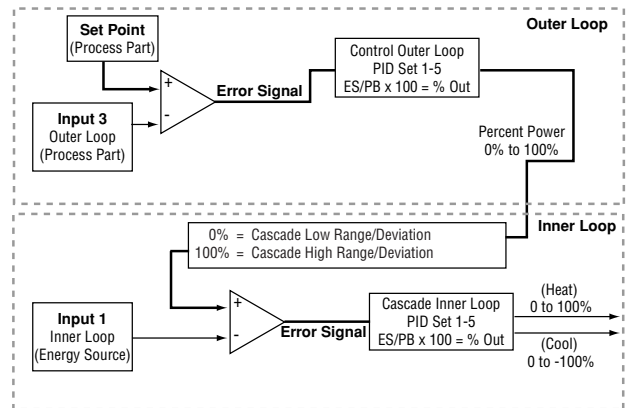 Outer Loop
Set Point
(Process Part)
+
-
Input 3
Outer Loop
(Process Part)
Error Signal
Control Outer Loop
PID Set 1-5
ES/PB x 100 = % Out
Percent Power
0% to 100%
Inner Loop
0% = Cascade Low Range/Deviation
100% = Cascade High Range/Deviation
+
-
Input 1
Inner Loop
(Energy Source)
Error Signal
Cascade Inner Loop
PID Set 1-5
ES/PB x 100 = % Out
(Heat)
0 to 100%
(Cool)
0 to -100%